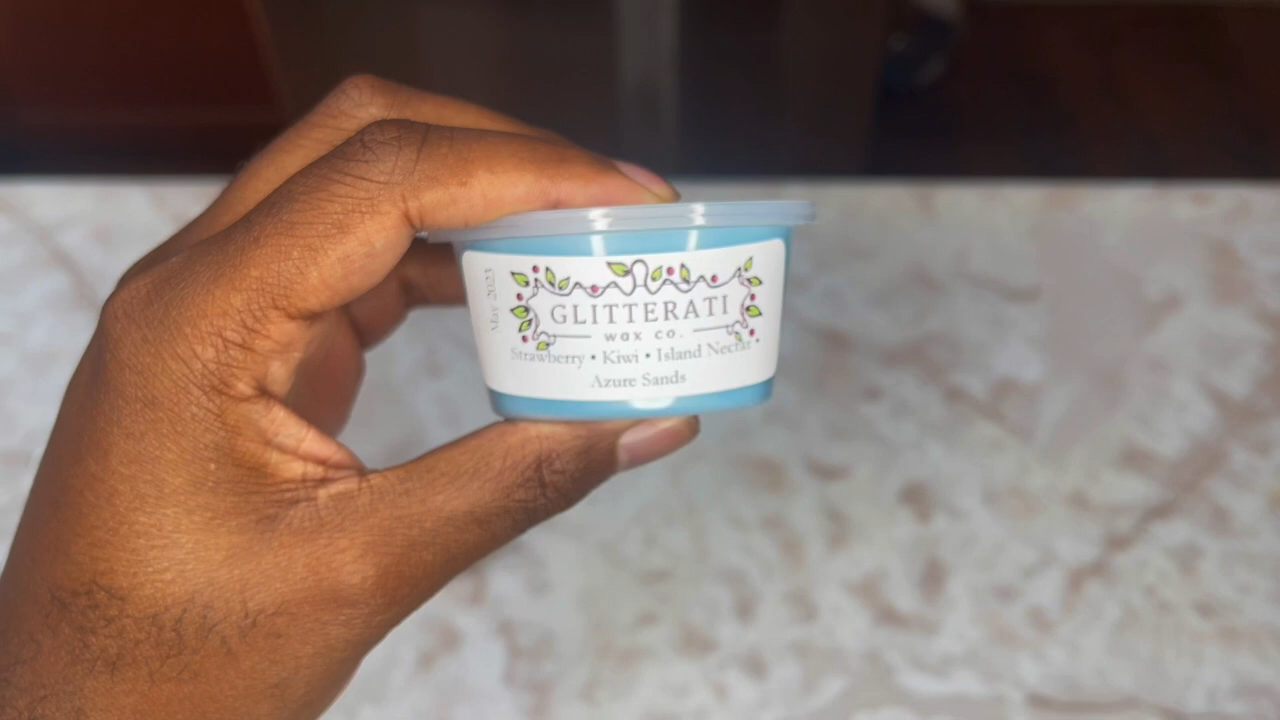 May 2023
GLITTERATI
wax co.
Strawberry • Kiwi • Island Nectar •
Azure Sands